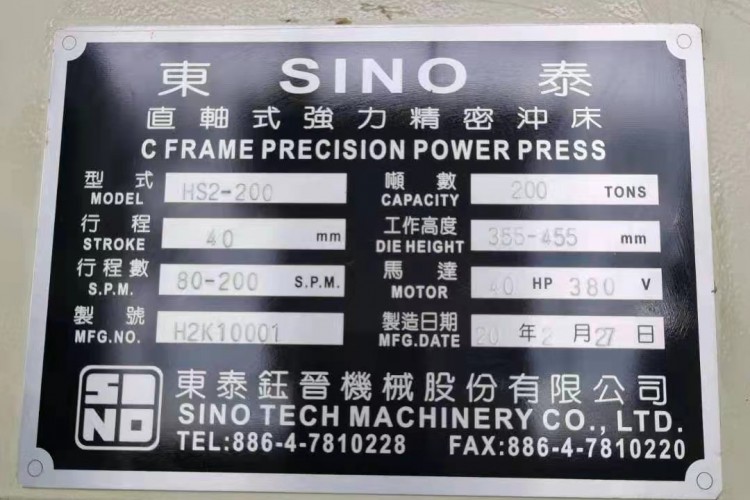 東 SINO 泰
直軸式強力精密沖床
C FRAME PRECISION POWER PRESS
型式 MODEL HS2-200
噸數 CAPACITY 200 TONS
行程 STROKE 40 mm
工作高度 DIE HEIGHT 355-455 mm
行程數 S.P.M. 80-200 S.P.M.
馬達 MOTOR 40 HP 380 V
製號 MFG.NO. H2K10001
製造日期 MFG.DATE 年2月27日
SINO
東泰鈺晉機械股份有限公司
SINO TECH MACHINERY CO., LTD.
TEL:886-4-7810228 FAX:886-4-7810220